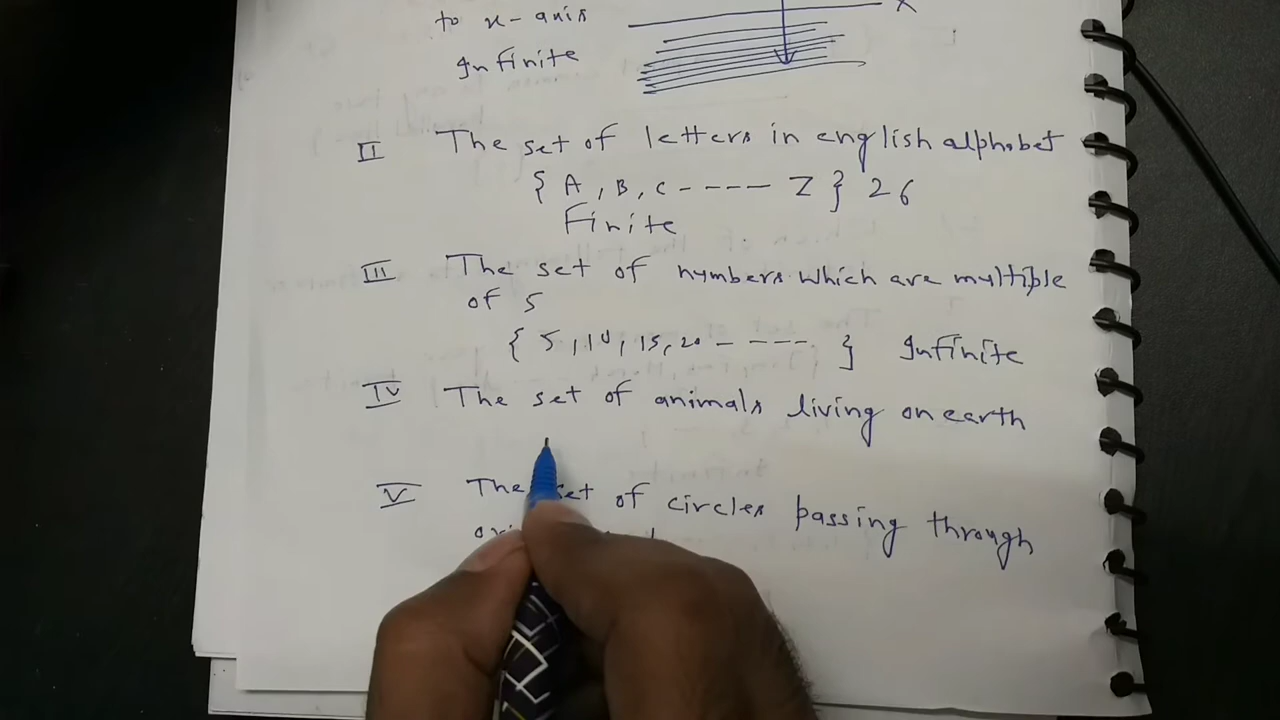 to x-axis
Infinite
X
II The set of letters in english alphabet
{ A, B, C ----- Z } 26
Finite
III The set of numbers which are multiple
of 5
{ 5, 10, 15, 20 ----- } Infinite
IV The set of animals living on earth
V The set of circles passing through